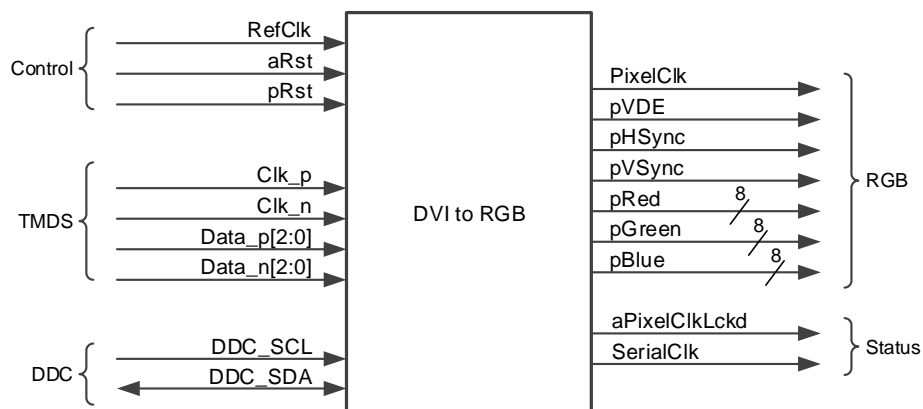 Control
RefClk
aRst
pRst
TMDS
Clk_p
Clk_n
Data_p[2:0]
Data_n[2:0]
DDC
DDC_SCL
DDC_SDA
DVI to RGB
PixelClk
pVDE
pHSync
pVSync
pRed 8
pGreen 8
pBlue 8
RGB
aPixelClkLckd
SerialClk
Status